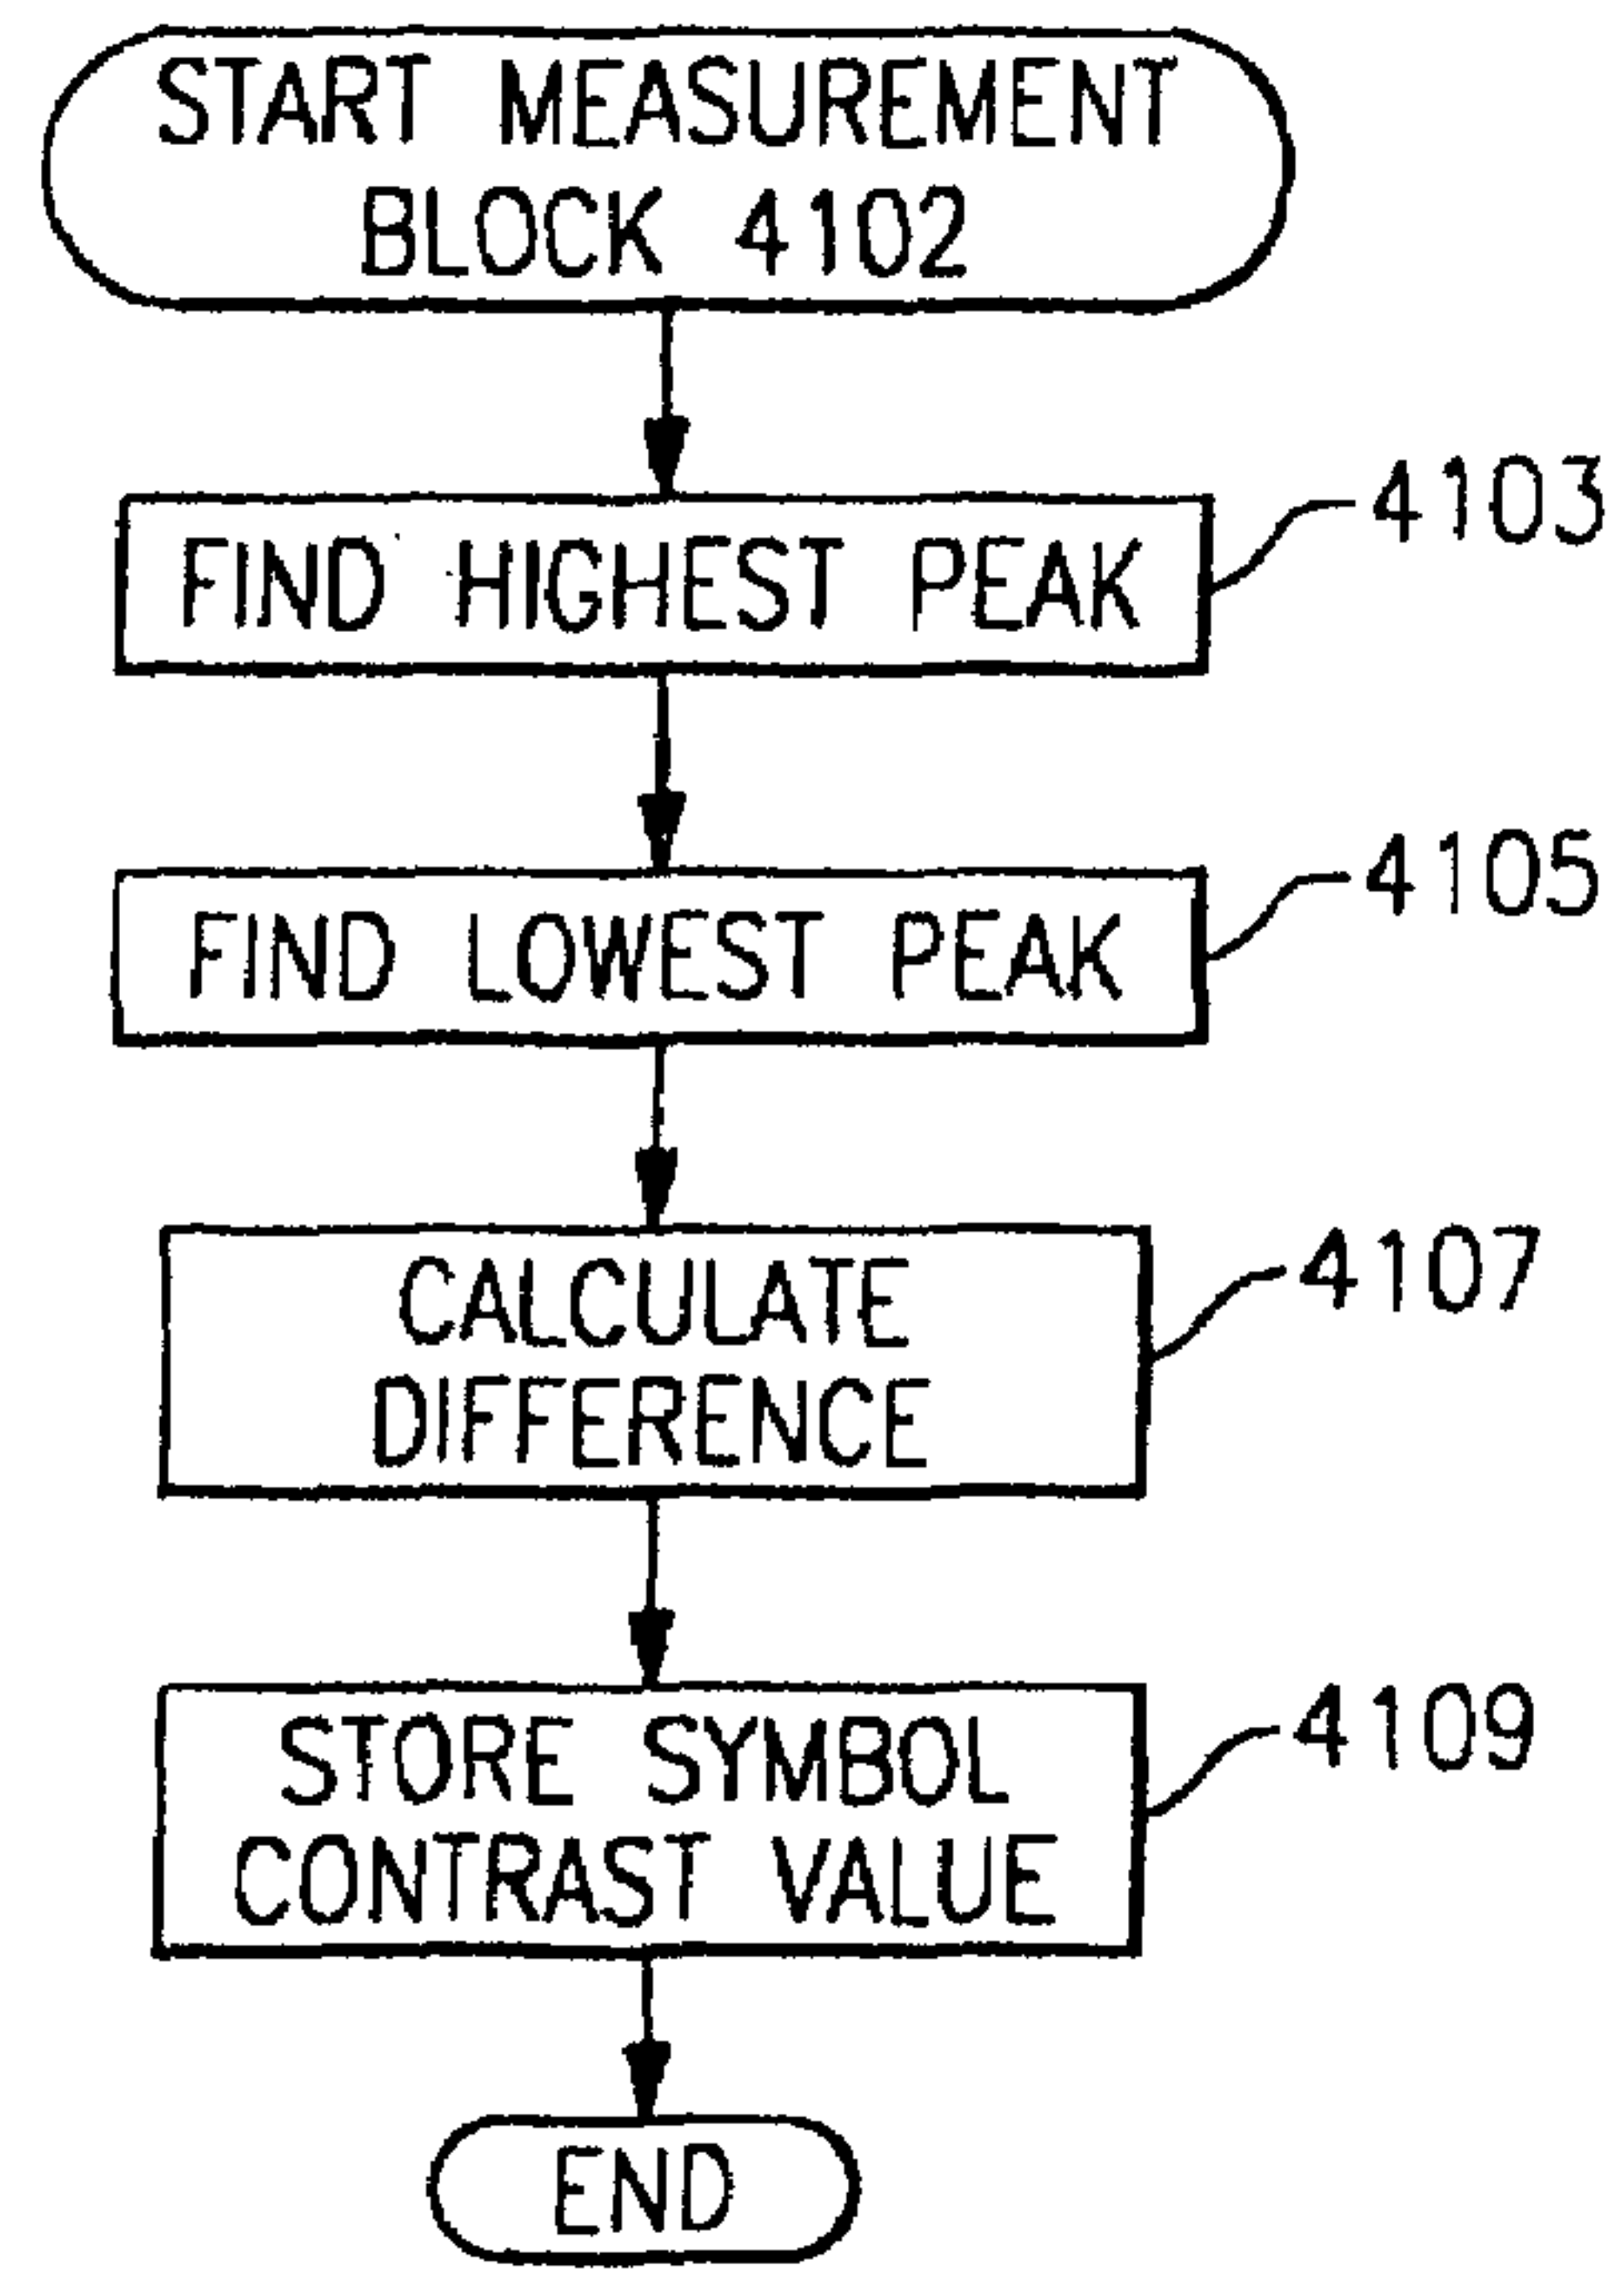 START MEASUREMENT
BLOCK 4102
4103
FIND HIGHEST PEAK
4105
FIND LOWEST PEAK
4107
CALCULATE
DIFFERENCE
4109
STORE SYMBOL
CONTRAST VALUE
END